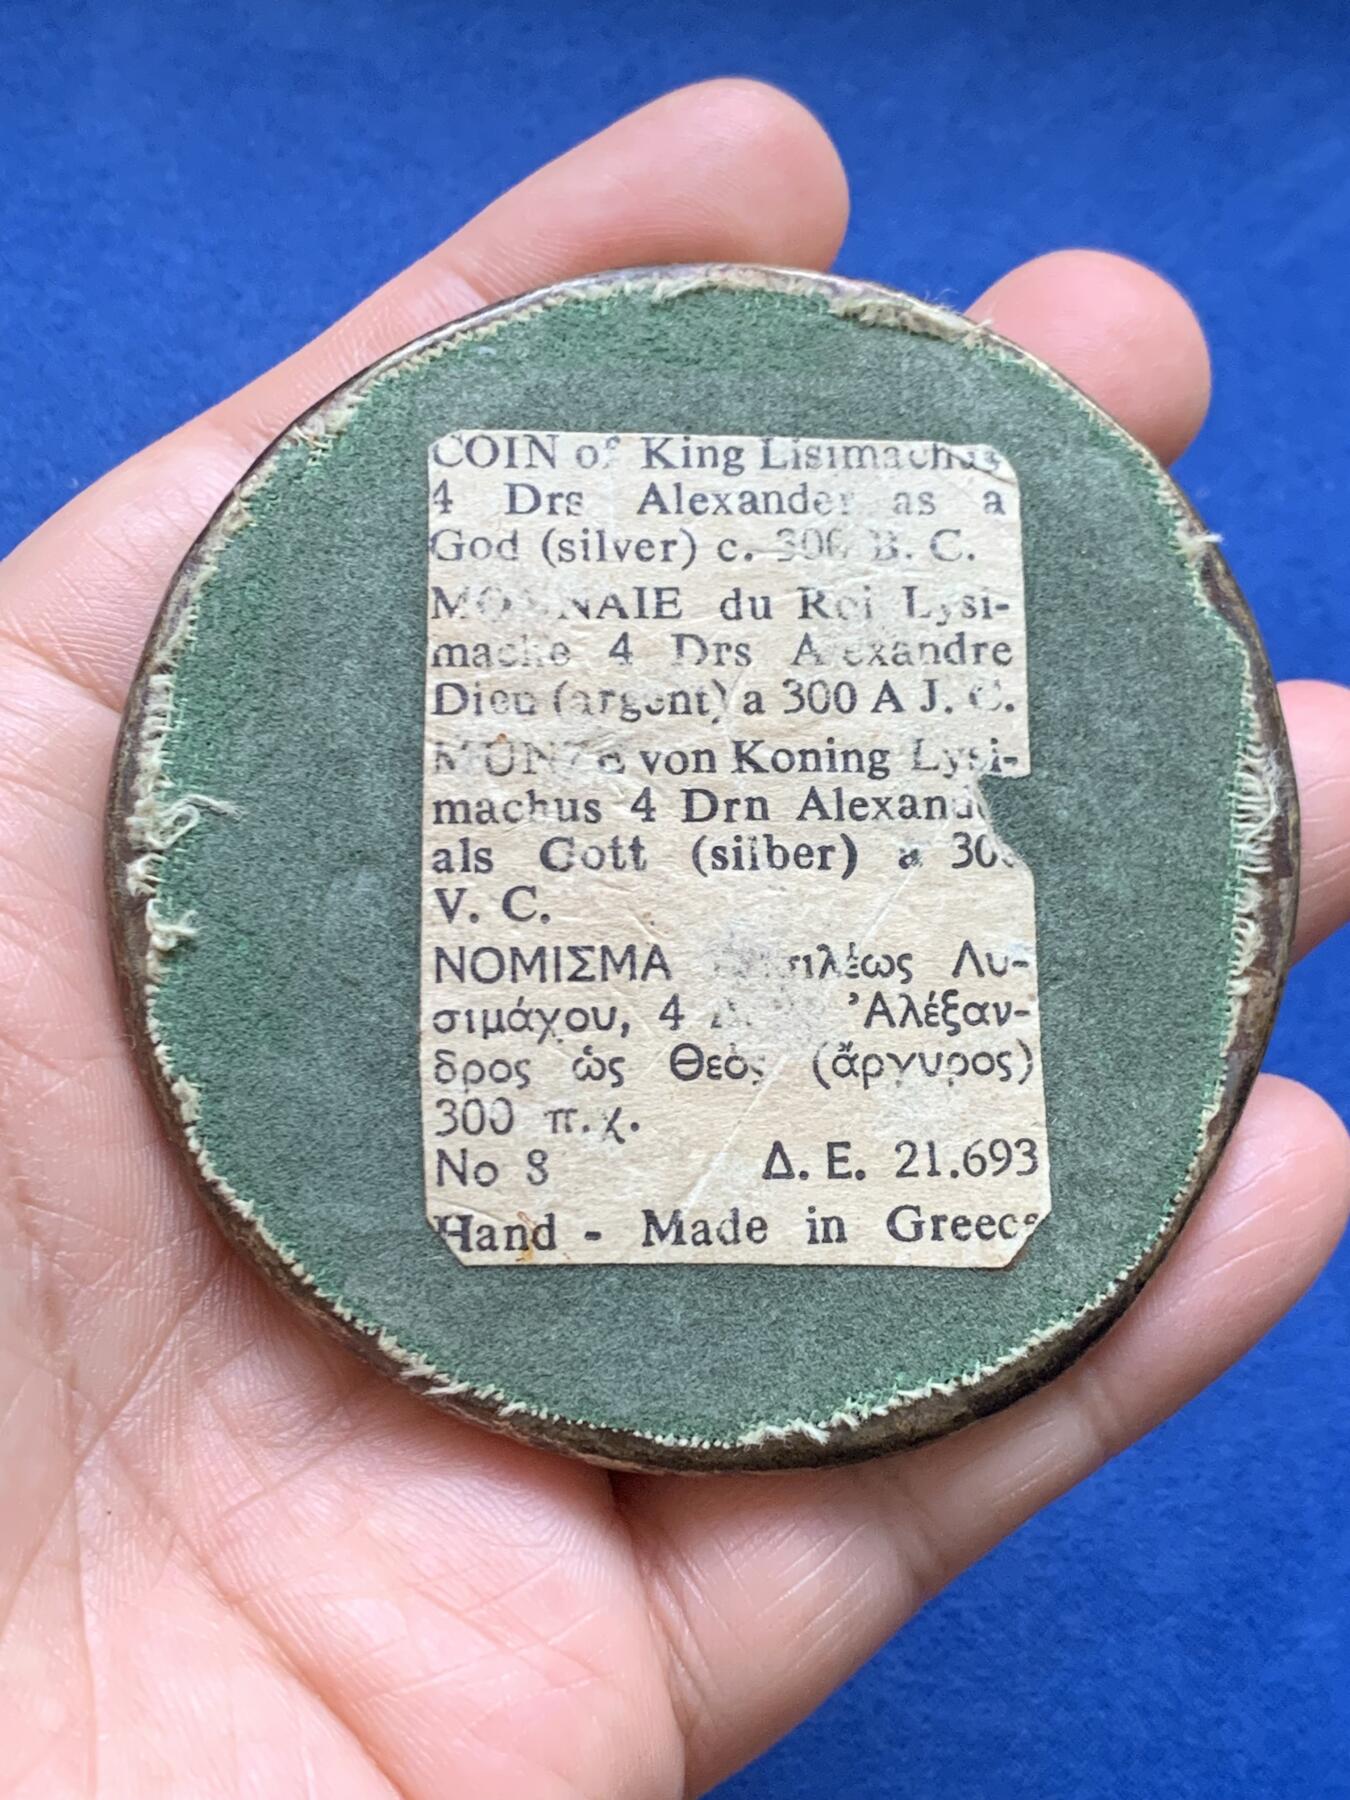 COIN of King Lisimachus
4 Drs Alexander as a
God (silver) c. 300 B. C.
MONNAIE du Roi Lysi-
mache 4 Drs Alexandre
Dieu (argent) a 300 A J. C.
MUNZE von Koning Lysi-
machus 4 Drn
als Gott (silber) a
V. C.
ΝΟΜΙΣΜΑ Λυ-
σιμάχου, 4 Ἀλέξαν-
δρος ὡς Θεὸς (ἄργυρος)
300 π.χ.
No 8 Δ. Ε. 21.693
Hand - Made in Greece